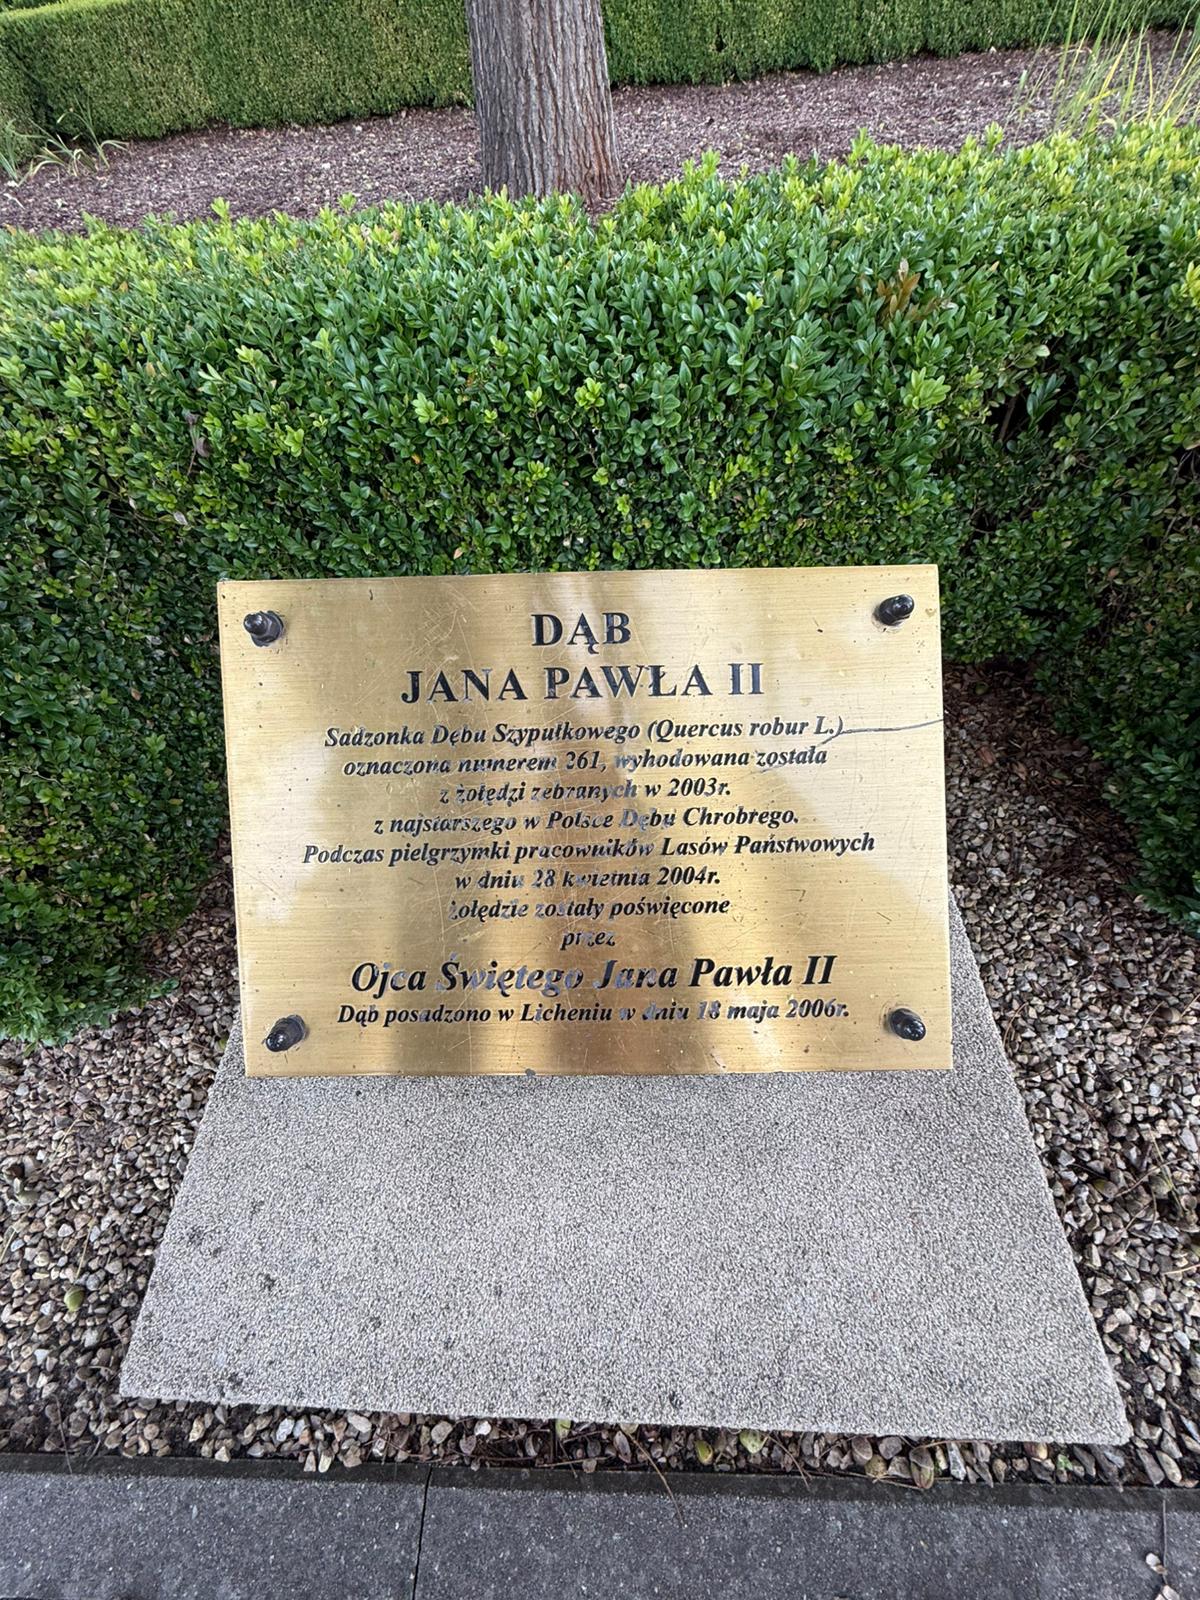 DĄB
JANA PAWŁA II
Sadzonka Dębu Szypułkowego (Quercus robur L.)
oznaczona numerem 261, wyhodowana została
z żołędzi zebranych w 2003r.
z najstarszego w Polsce Dębu Chrobrego.
Podczas pielgrzymki pracowników Lasów Państwowych
w dniu 28 kwietnia 2004r.
żołędzie zostały poświęcone
przez
Ojca Świętego Jana Pawła II
Dąb posadzono w Licheniu w dniu 18 maja 2006r.